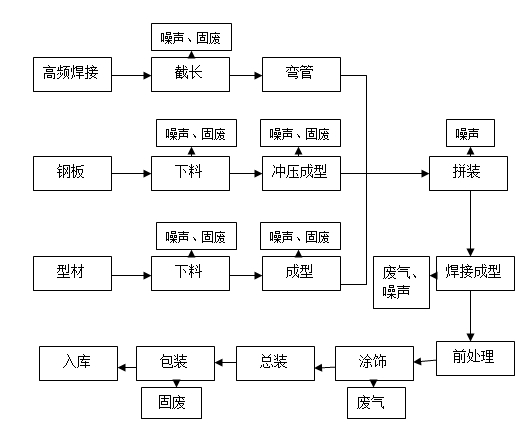 噪声、固废
高频焊接
截长
弯管
噪声、固废
噪声、固废
噪声
钢板
下料
冲压成型
拼装
噪声、固废
噪声、固废
型材
下料
成型
废气、
噪声
焊接成型
入库
包装
总装
涂饰
前处理
固废
废气